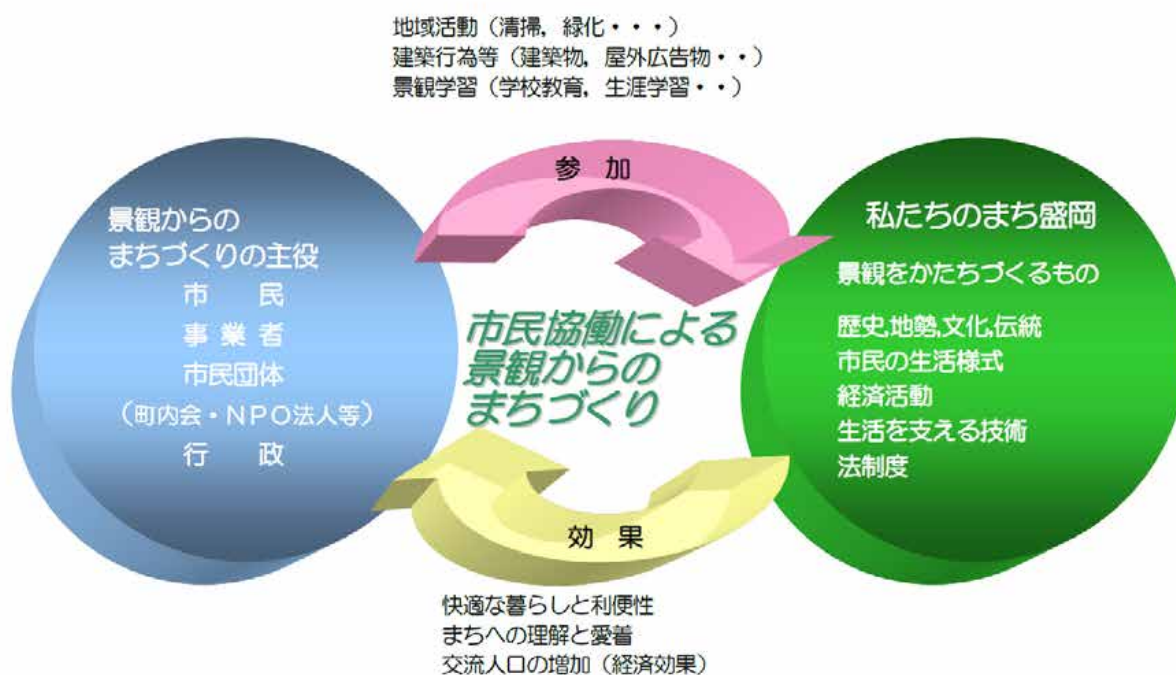 地域活動（清掃，緑化・・・）
建築行為等（建築物，屋外広告物・・）
景観学習（学校教育，生涯学習・・）
参　加
景観からの
まちづくりの主役
市　　民
事 業 者
市民団体
（町内会・ＮＰＯ法人等）
行　　政
市民協働による
景観からの
まちづくり
私たちのまち盛岡
景観をかたちづくるもの
歴史,地勢,文化,伝統
市民の生活様式
経済活動
生活を支える技術
法制度
効　果
快適な暮らしと利便性
まちへの理解と愛着
交流人口の増加（経済効果）